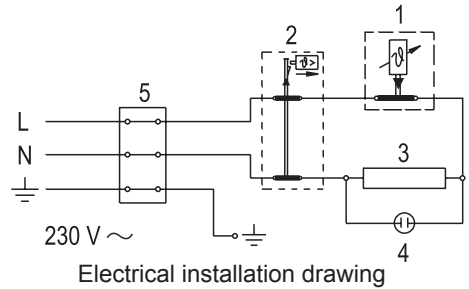 1
2
ϑ
ϑ >
5
L
N
3
230 V ~
4
Electrical installation drawing